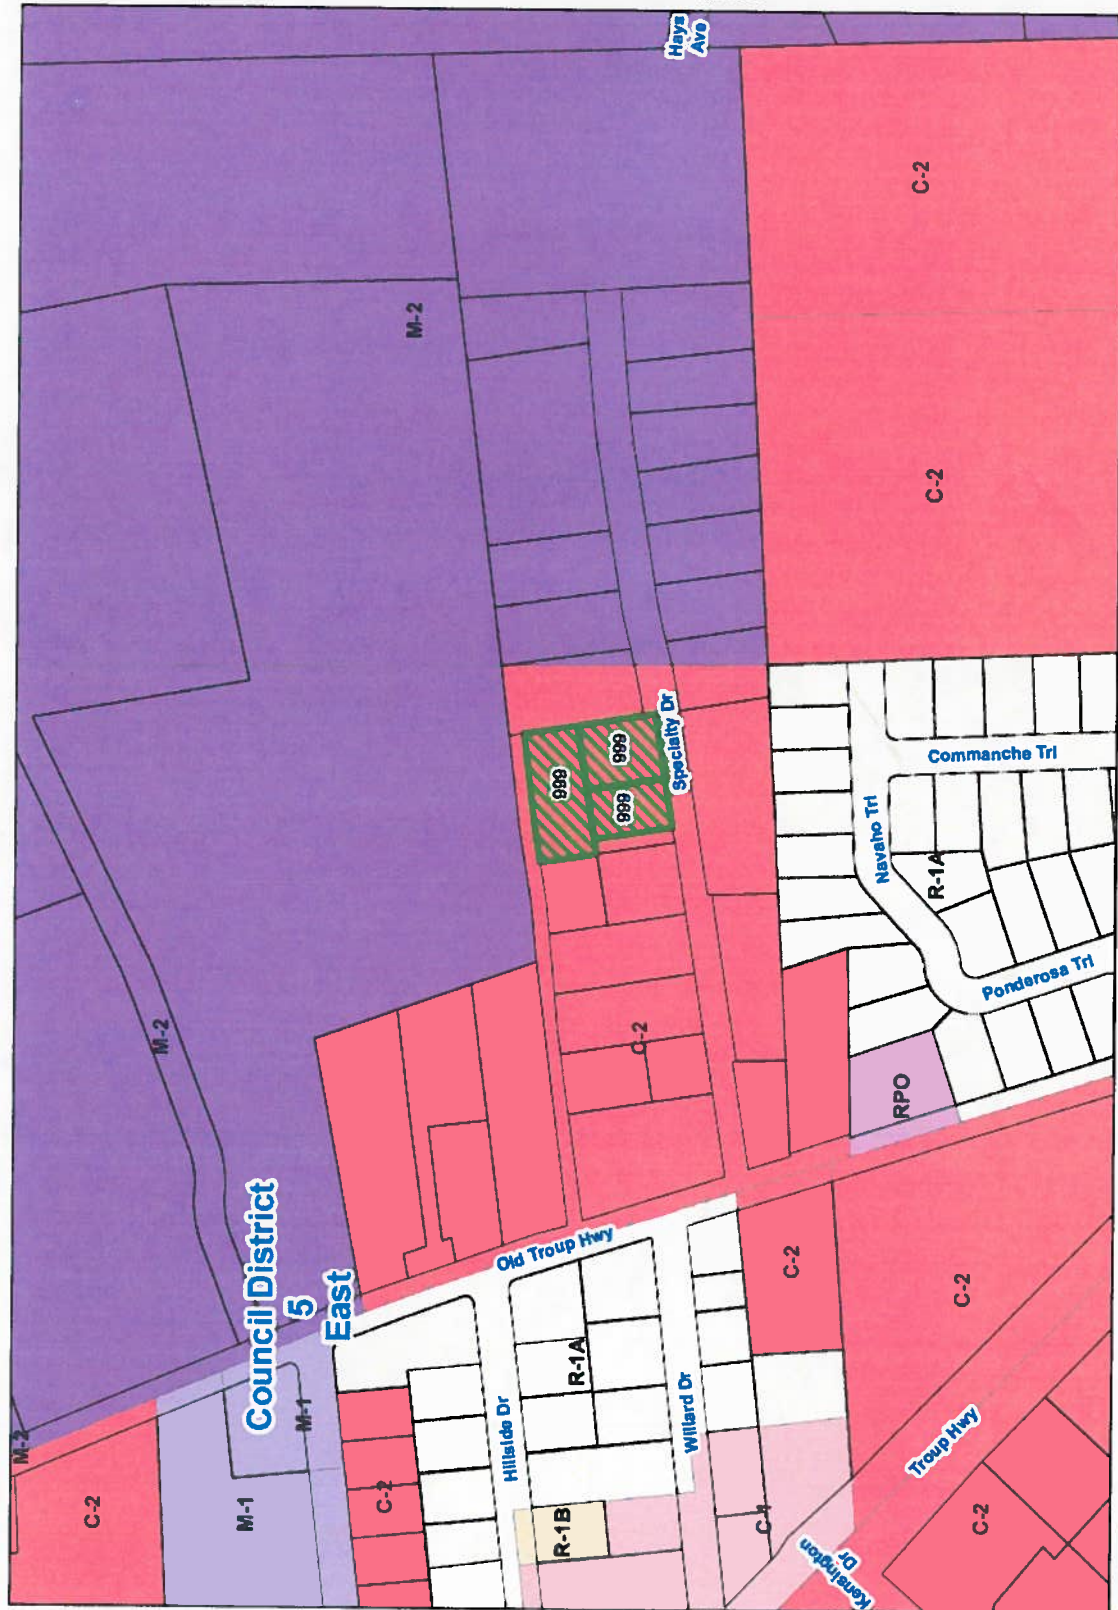 M-2
C-2
M-1
M-1
Council District
5
East
C-2
M-2
M-2
Hillside Dr
R-1B
R-1A
Old Troup Hwy
Willard Dr
C-1
C-2
999
999
999
Specialty Dr
Hays
Ave
Kensington
Dr
C-2
Troup Hwy
C-2
C-2
RPO
Navaho Trl
R-1A
Ponderosa Trl
Commanche Trl
C-2
C-2